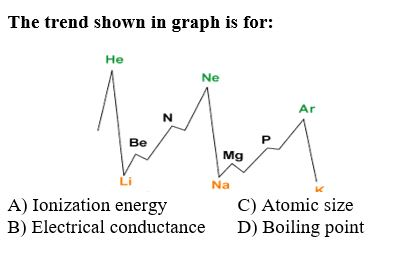 The trend shown in graph is for:
He
Ne
Ar
N
P
Be
Mg
Li
Na
K
A) Ionization energy C) Atomic size
B) Electrical conductance D) Boiling point